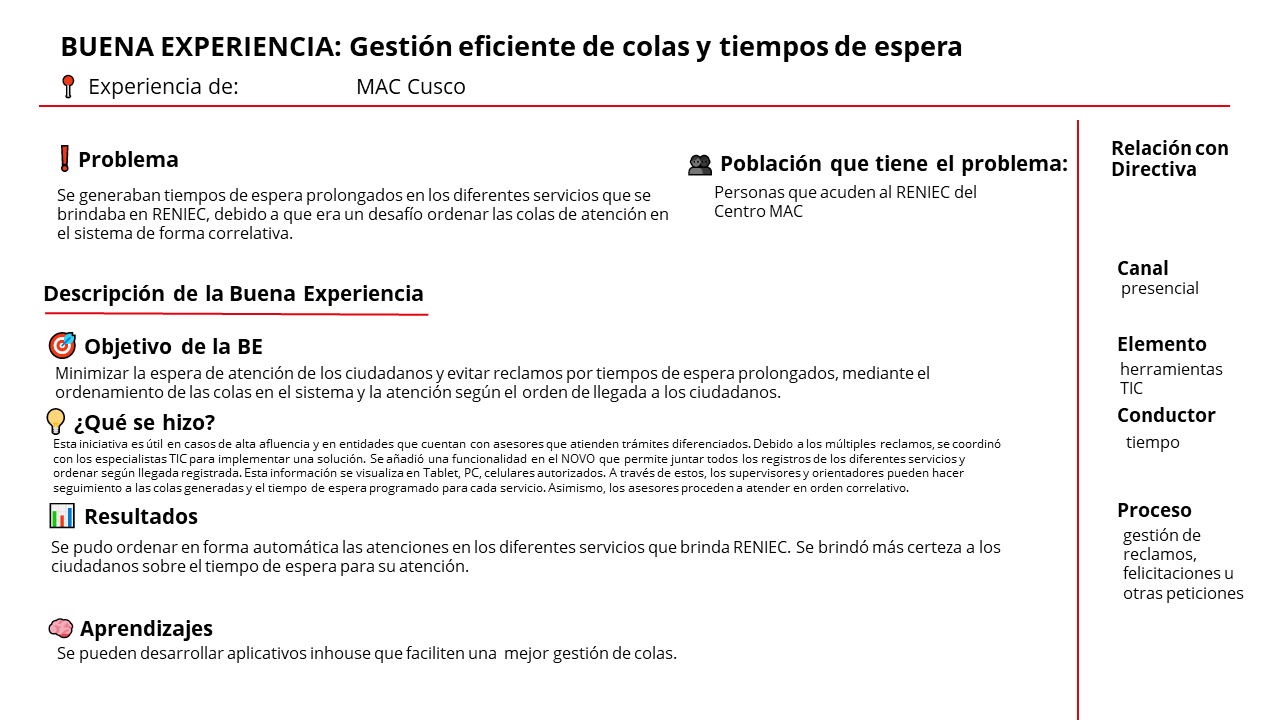 BUENA EXPERIENCIA: Gestión eficiente de colas y tiempos de espera
Experiencia de: MAC Cusco
Problema
Se generaban tiempos de espera prolongados en los diferentes servicios que se
brindaba en RENIEC, debido a que era un desafío ordenar las colas de atención en
el sistema de forma correlativa.
Población que tiene el problema:
Personas que acuden al RENIEC del
Centro MAC
Descripción de la Buena Experiencia
Objetivo de la BE
Minimizar la espera de atención de los ciudadanos y evitar reclamos por tiempos de espera prolongados, mediante el
ordenamiento de las colas en el sistema y la atención según el orden de llegada a los ciudadanos.
¿Qué se hizo?
Esta iniciativa es útil en casos de alta afluencia y en entidades que cuentan con asesores que atienden trámites diferenciados. Debido a los múltiples reclamos, se coordinó
con los especialistas TIC para implementar una solución. Se añadió una funcionalidad en el NOVO que permite juntar todos los registros de los diferentes servicios y
ordenar según llegada registrada. Esta información se visualiza en Tablet, PC, celulares autorizados. A través de estos, los supervisores y orientadores pueden hacer
seguimiento a las colas generadas y el tiempo de espera programado para cada servicio. Asimismo, los asesores proceden a atender en orden correlativo.
Resultados
Se pudo ordenar en forma automática las atenciones en los diferentes servicios que brinda RENIEC. Se brindó más certeza a los
ciudadanos sobre el tiempo de espera para su atención.
Aprendizajes
Se pueden desarrollar aplicativos inhouse que faciliten una mejor gestión de colas.
Relación con
Directiva
Canal
presencial
Elemento
herramientas
TIC
Conductor
tiempo
Proceso
gestión de
reclamos,
felicitaciones u
otras peticiones